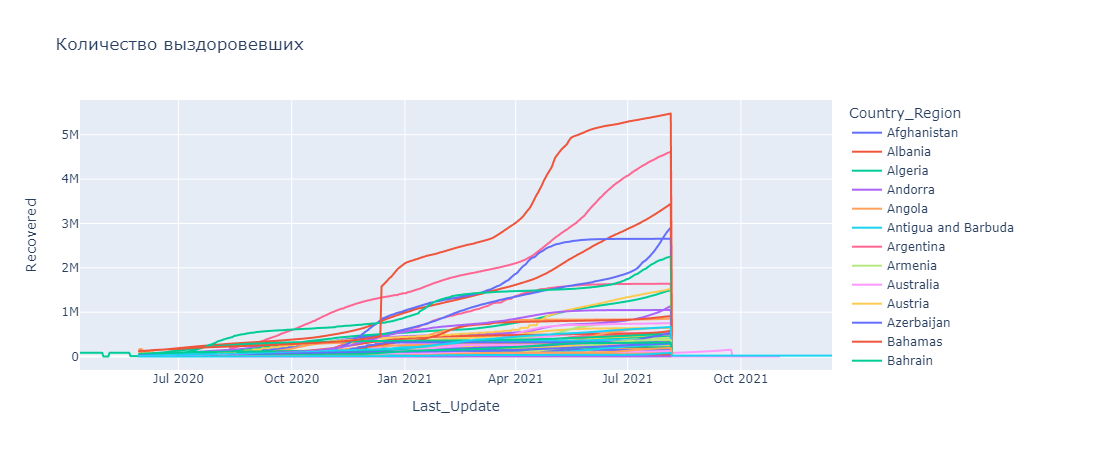 Количество выздоровевших
Country_Region
Afghanistan
Albania
Algeria
Andorra
Angola
Antigua and Barbuda
Argentina
Armenia
Australia
Austria
Azerbaijan
Bahamas
Bahrain
5M
4M
3M
2M
1M
0
Recovered
Jul 2020
Oct 2020
Jan 2021
Apr 2021
Jul 2021
Oct 2021
Last_Update